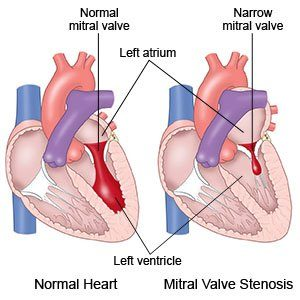 Normal
mitral valve
Narrow
mitral valve
Left atrium
Left ventricle
Normal Heart
Mitral Valve Stenosis